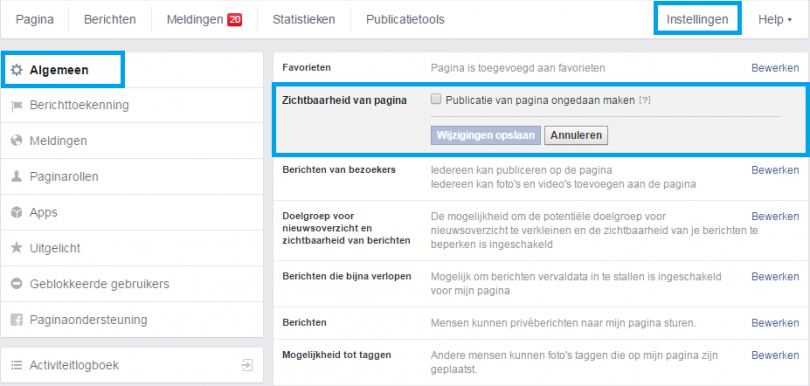 Pagina Berichten Meldingen 20 Statistieken Publicatietools Instellingen Help
Algemeen
Berichttoekenning
Meldingen
Paginarollen
Apps
Uitgelicht
Geblokkeerde gebruikers
Paginaondersteuning
Activiteitlogboek
Favorieten Pagina is toegevoegd aan favorieten Bewerken
Zichtbaarheid van pagina Publicatie van pagina ongedaan maken [?]
Wijzigingen opslaan Annuleren
Berichten van bezoekers Iedereen kan publiceren op de pagina Bewerken
Iedereen kan foto's en video's toevoegen aan de pagina
Doelgroep voor De mogelijkheid om de potentiële doelgroep voor Bewerken
nieuwsoverzicht en nieuwsoverzicht te verkleinen en de zichtbaarheid van je berichten te
zichtbaarheid van berichten beperken is ingeschakeld
Berichten die bijna verlopen Mogelijk om berichten vervaldata in te stallen is ingeschakeld Bewerken
voor mijn pagina
Berichten Mensen kunnen privéberichten naar mijn pagina sturen. Bewerken
Mogelijkheid tot taggen Andere mensen kunnen foto's taggen die op mijn pagina zijn Bewerken
geplaatst.